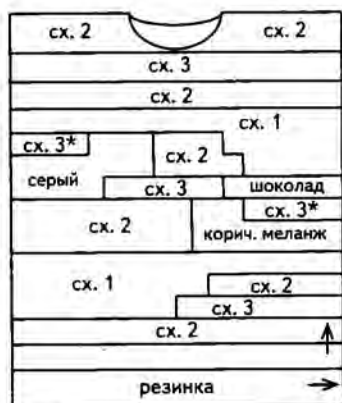 сх. 2 сх. 2
сх. 3
сх. 2
сх. 1
сх. 3* сх. 2
серый сх. 3 шоколад
сх. 2 сх. 3*
корич. меланж
сх. 1 сх. 2
сх. 3
сх. 2
резинка